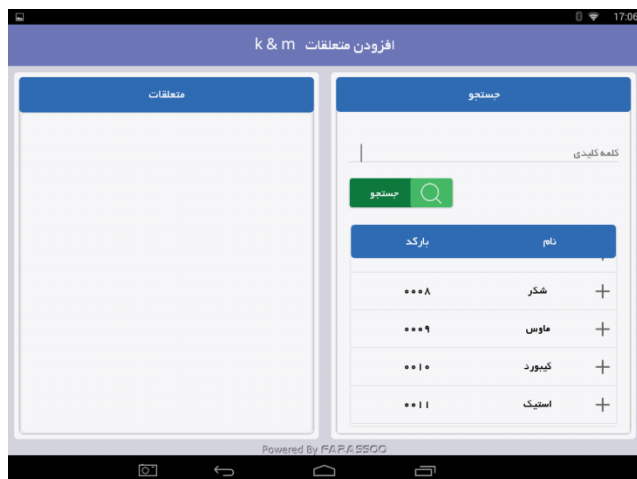 17:06
افزودن متعلقات k & m
جستجو
کلمه کلیدی
جستجو
نام بارکد
شکر ۰۰۰۸
ماوس ۰۰۰۹
کیبورد ۰۰۱۰
استیک ۰۰۱۱
متعلقات
Powered By FARASSOO